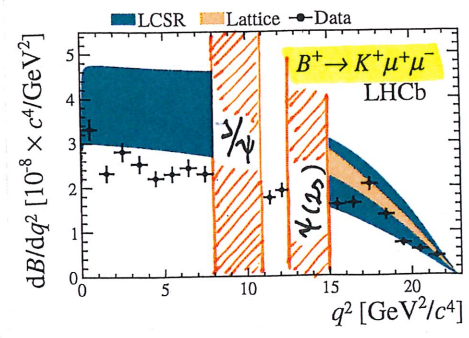 LCSR Lattice Data
B⁺ → K⁺μ⁺μ⁻
LHCb
dB/dq² [10⁻⁸ × c⁴/GeV²]
5
4
3
2
1
0
J/ψ
ψ(2s)
0 5 10 15 20
q² [GeV²/c⁴]